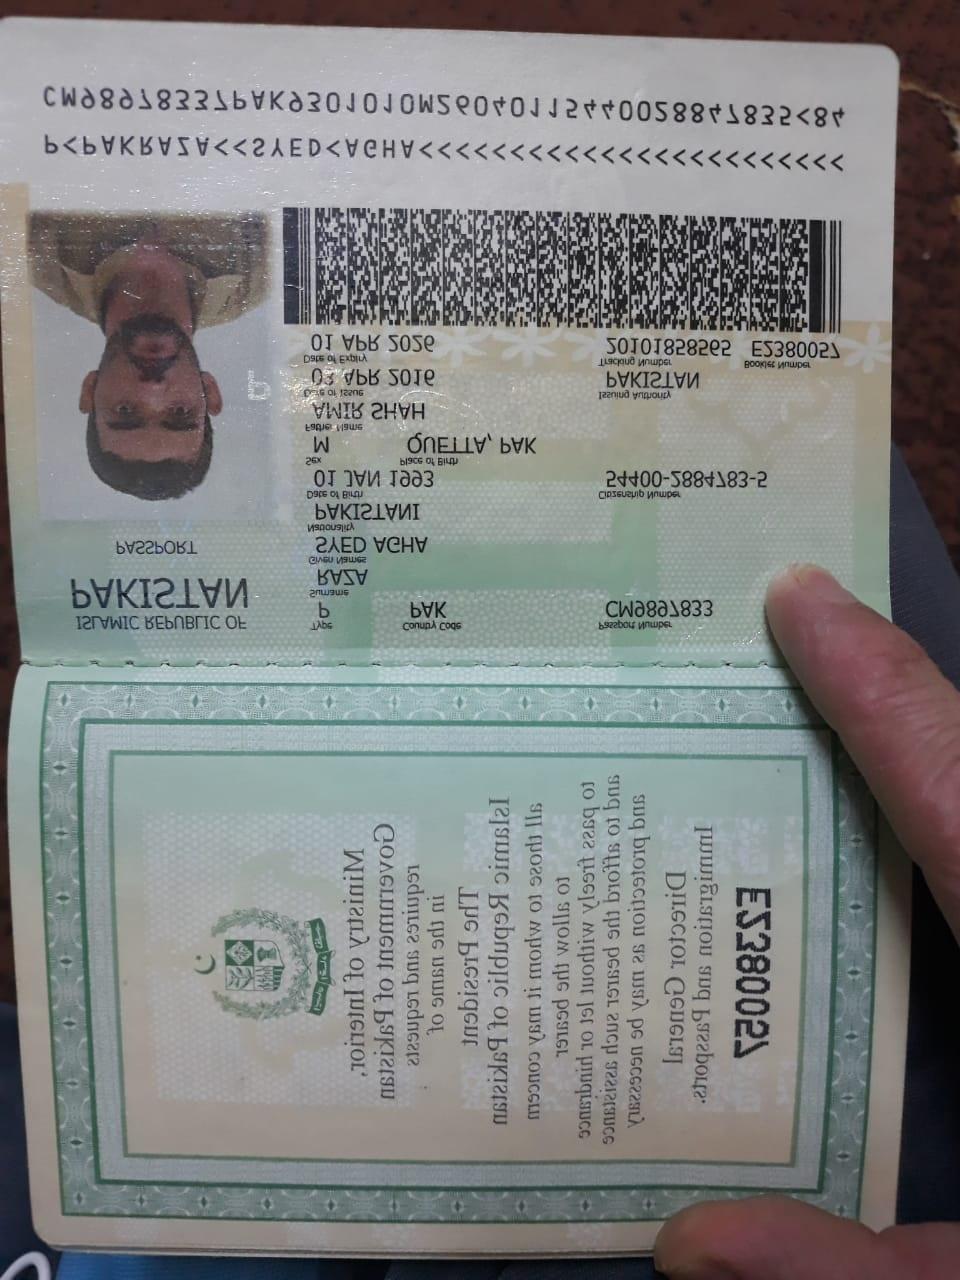 Ministry of Interior,
Government of Pakistan
requires and requests
in the name
of
The President
Islamic Republic of Pakistan
all those to whom it may concern
to allow the bearer
to pass freely without let or hindrance
and to afford the bearer such assistance
and protection as may be necessary
Director General
Immigration and Passports.
E2380057
ISLAMIC REPUBLIC OF
PAKISTAN
PASSPORT
Type Country Code Passport Number
P PAK CM9897833
Surname
RAZA
Given Names
SYED AGHA
Nationality
PAKISTANI
Date of Birth Citizenship Number
01 JAN 1993 54400-2884783-5
Sex Place of Birth
M QUETTA, PAK
Father Name
AMIR SHAH
Date of Issue Issuing Authority
03 APR 2016 PAKISTAN
Date of Expiry Tracking Number Booklet Number
01 APR 2026 20101858565 E2380057
P<PAKRAZA<<SYED<AGHA<<<<<<<<<<<<<<<<<<<<<<<<
CM98978337PAK9301010M26040115440028847835<84